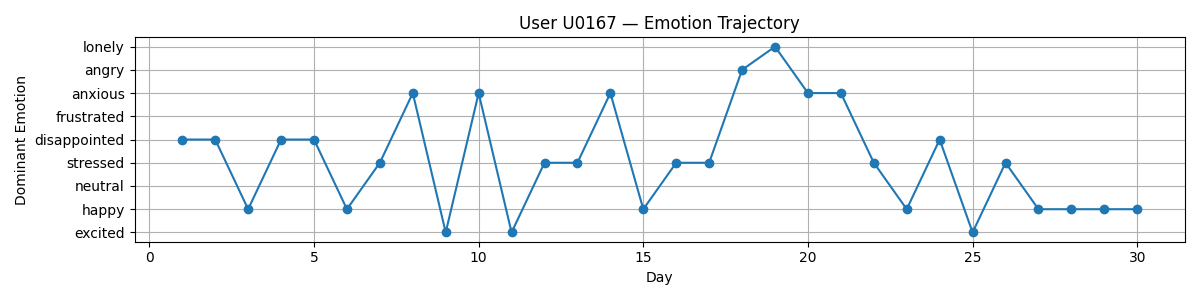 User U0167 — Emotion Trajectory
Dominant Emotion
lonely
angry
anxious
frustrated
disappointed
stressed
neutral
happy
excited
0 5 10 15 20 25 30
Day